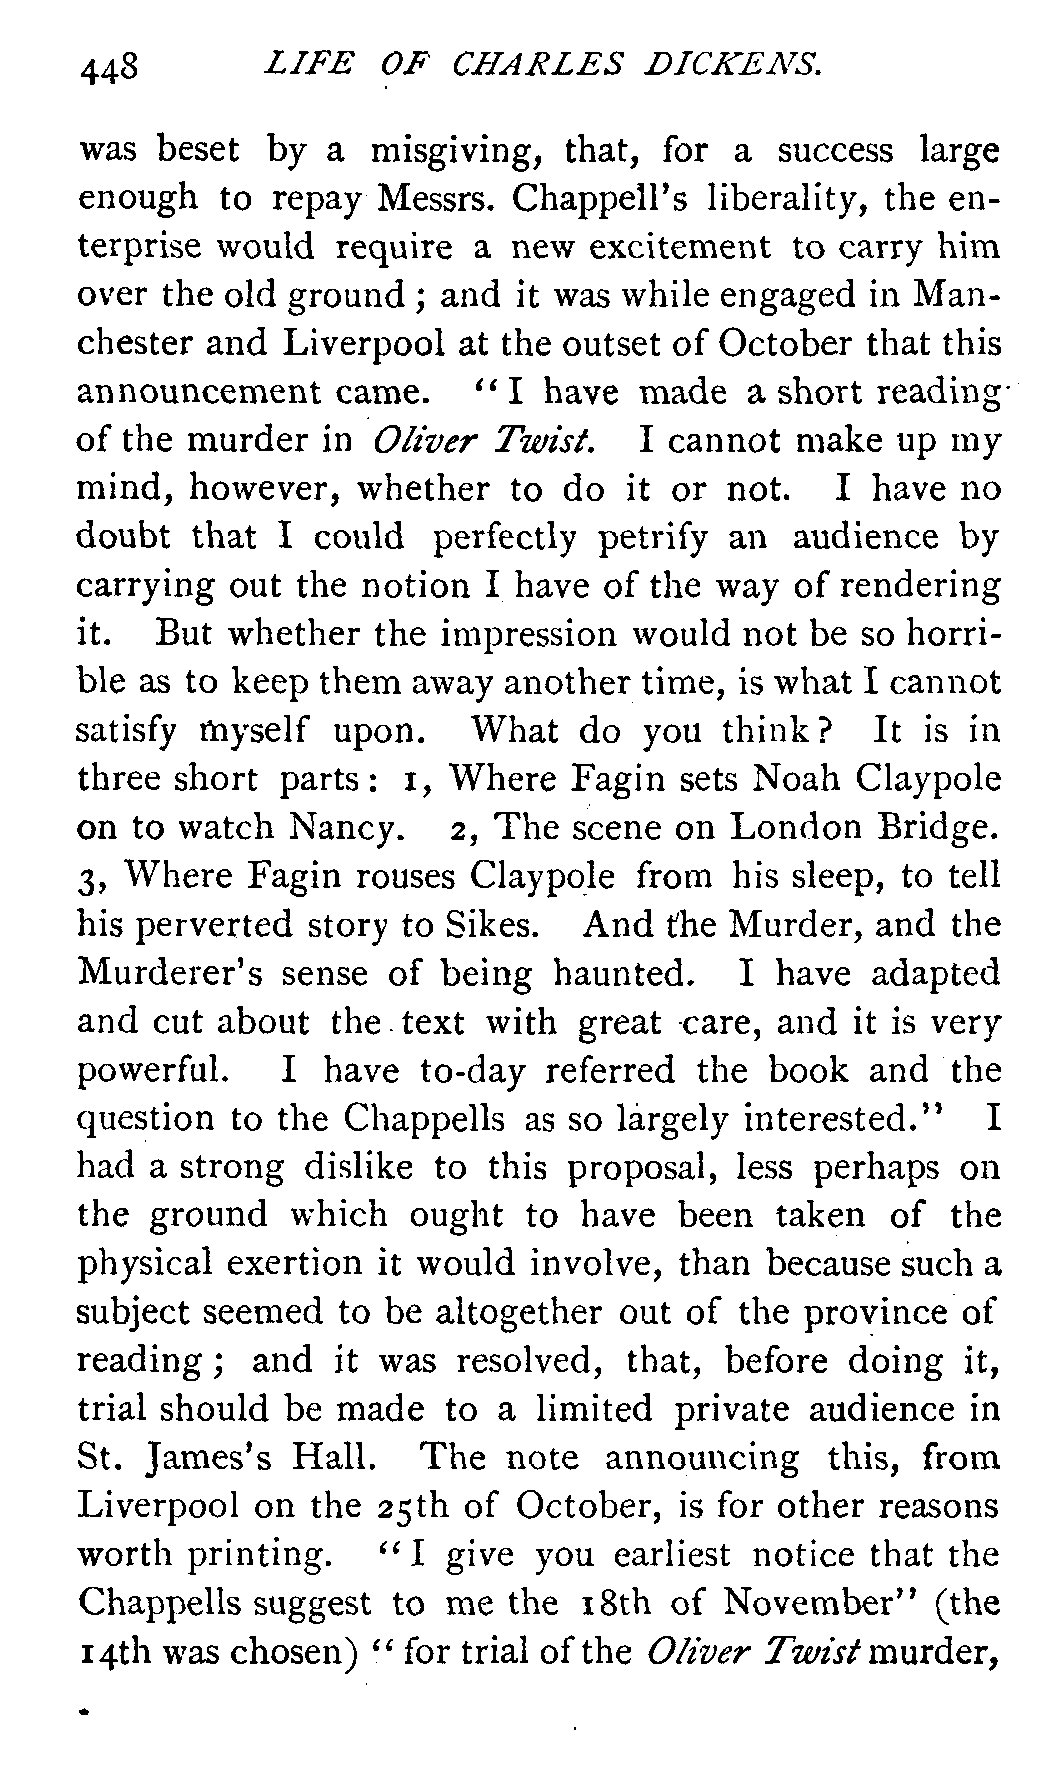 448 LIFE OF CHARLES DICKENS.
was beset by a misgiving, that, for a success large
enough to repay Messrs. Chappell's liberality, the en-
terprise would require a new excitement to carry him
over the old ground ; and it was while engaged in Man-
chester and Liverpool at the outset of October that this
announcement came. "I have made a short reading
of the murder in Oliver Twist. I cannot make up my
mind, however, whether to do it or not. I have no
doubt that I could perfectly petrify an audience by
carrying out the notion I have of the way of rendering
it. But whether the impression would not be so horri-
ble as to keep them away another time, is what I cannot
satisfy myself upon. What do you think ? It is in
three short parts : 1, Where Fagin sets Noah Claypole
on to watch Nancy. 2, The scene on London Bridge.
3, Where Fagin rouses Claypole from his sleep, to tell
his perverted story to Sikes. And the Murder, and the
Murderer's sense of being haunted. I have adapted
and cut about the text with great care, and it is very
powerful. I have to-day referred the book and the
question to the Chappells as so largely interested." I
had a strong dislike to this proposal, less perhaps on
the ground which ought to have been taken of the
physical exertion it would involve, than because such a
subject seemed to be altogether out of the province of
reading ; and it was resolved, that, before doing it,
trial should be made to a limited private audience in
St. James's Hall. The note announcing this, from
Liverpool on the 25th of October, is for other reasons
worth printing. "I give you earliest notice that the
Chappells suggest to me the 18th of November" (the
14th was chosen) "for trial of the Oliver Twist murder,